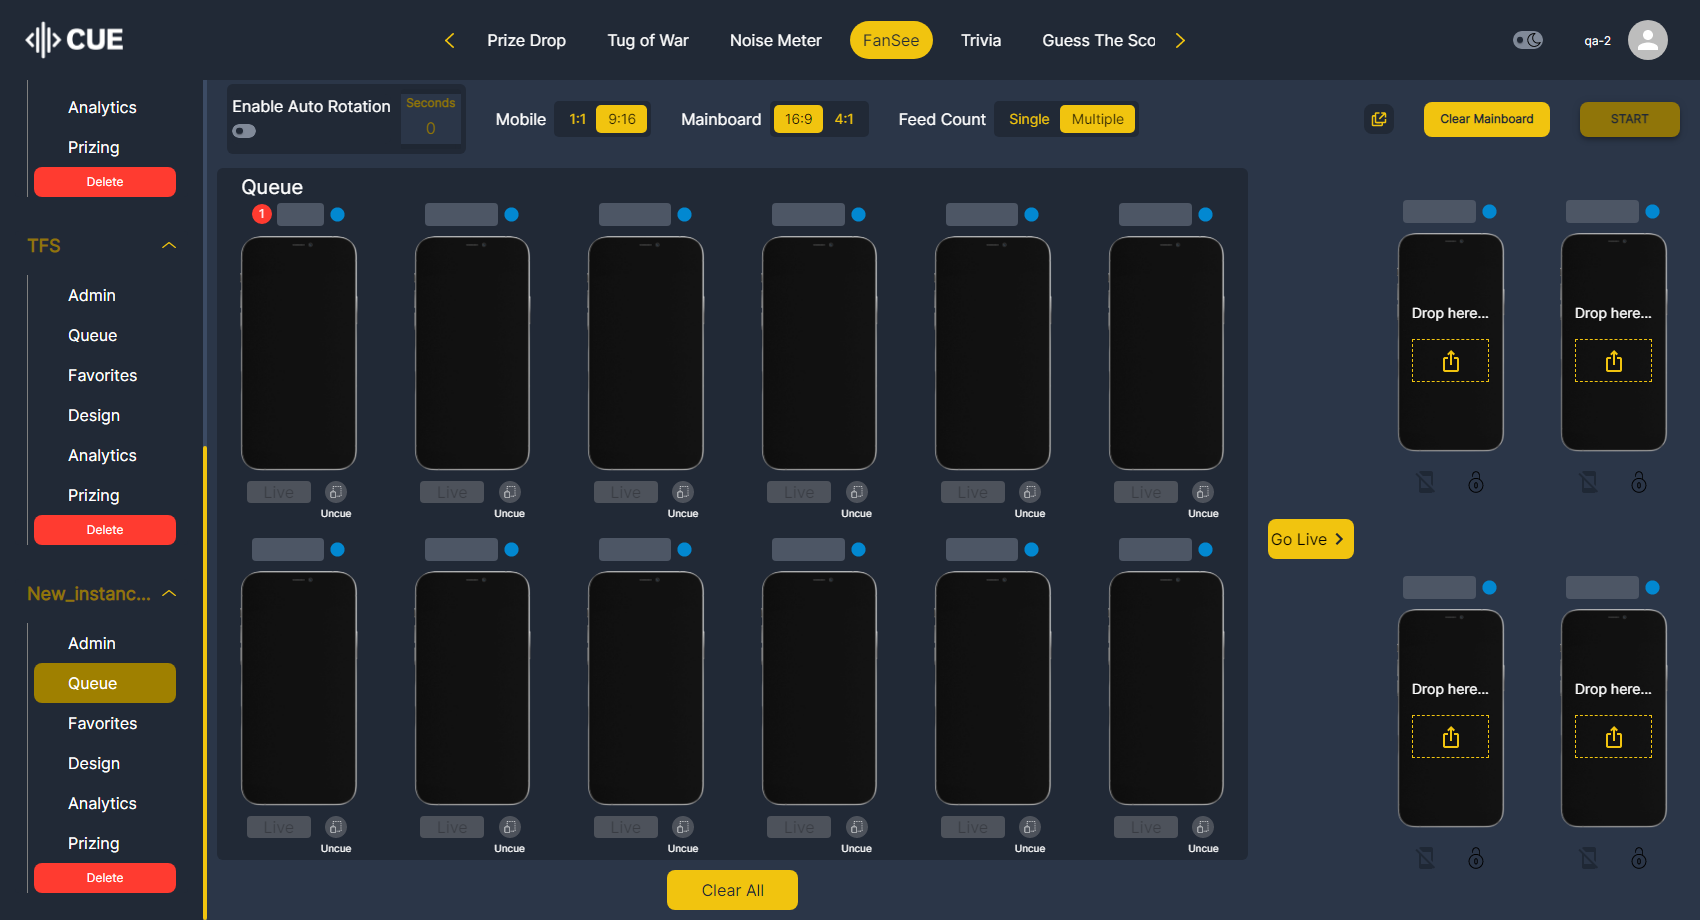 CUE
Prize Drop
Tug of War
Noise Meter
FanSee
Trivia
Guess The Sco
qa-2
Analytics
Prizing
Delete
TFS
Admin
Queue
Favorites
Design
Analytics
Prizing
Delete
New_instanc...
Admin
Queue
Favorites
Design
Analytics
Prizing
Delete
Enable Auto Rotation
Seconds
0
Mobile
1:1
9:16
Mainboard
16:9
4:1
Feed Count
Single
Multiple
Clear Mainboard
START
Queue
1
Live
Live
Live
Live
Live
Live
Uncue
Uncue
Uncue
Uncue
Uncue
Uncue
Live
Live
Live
Live
Live
Live
Uncue
Uncue
Uncue
Uncue
Uncue
Uncue
Clear All
Go Live
Drop here...
Drop here...
Drop here...
Drop here...